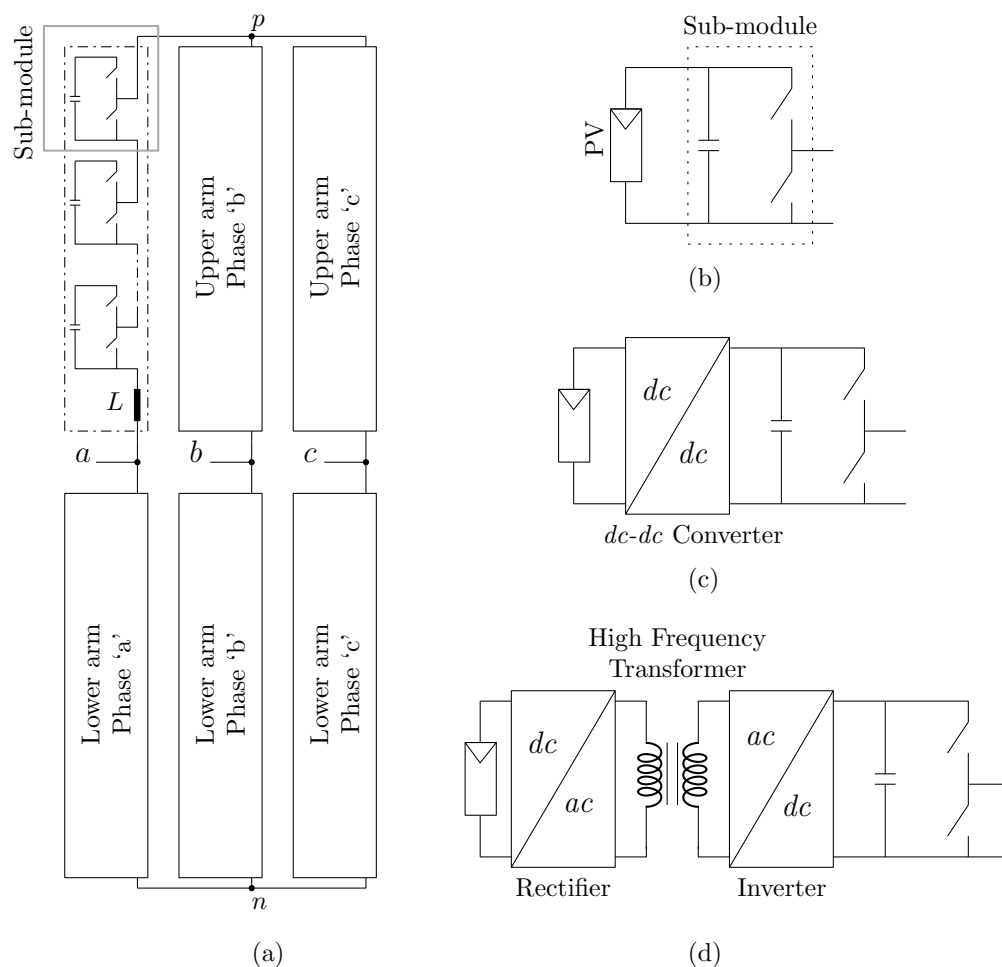 p
Sub-module
L
Upper arm
Phase ‘b’
Upper arm
Phase ‘c’
a
b
c
Lower arm
Phase ‘a’
Lower arm
Phase ‘b’
Lower arm
Phase ‘c’
n
(a)
Sub-module
PV
(b)
dc
dc
dc-dc Converter
(c)
High Frequency
Transformer
dc
ac
ac
dc
Rectifier
Inverter
(d)